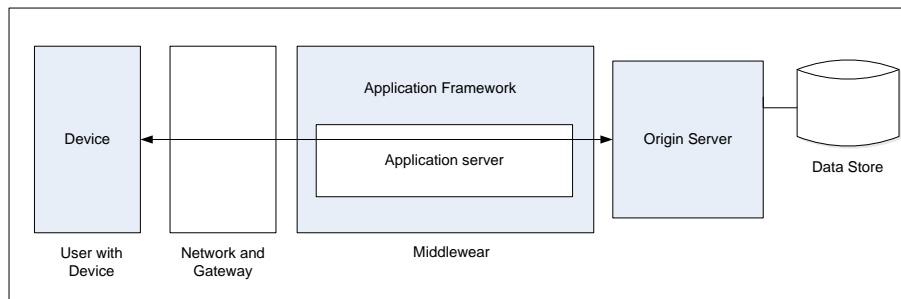 Application Framework
Device
Application server
Origin Server
Data Store
User with
Device
Network and
Gateway
Middlewear